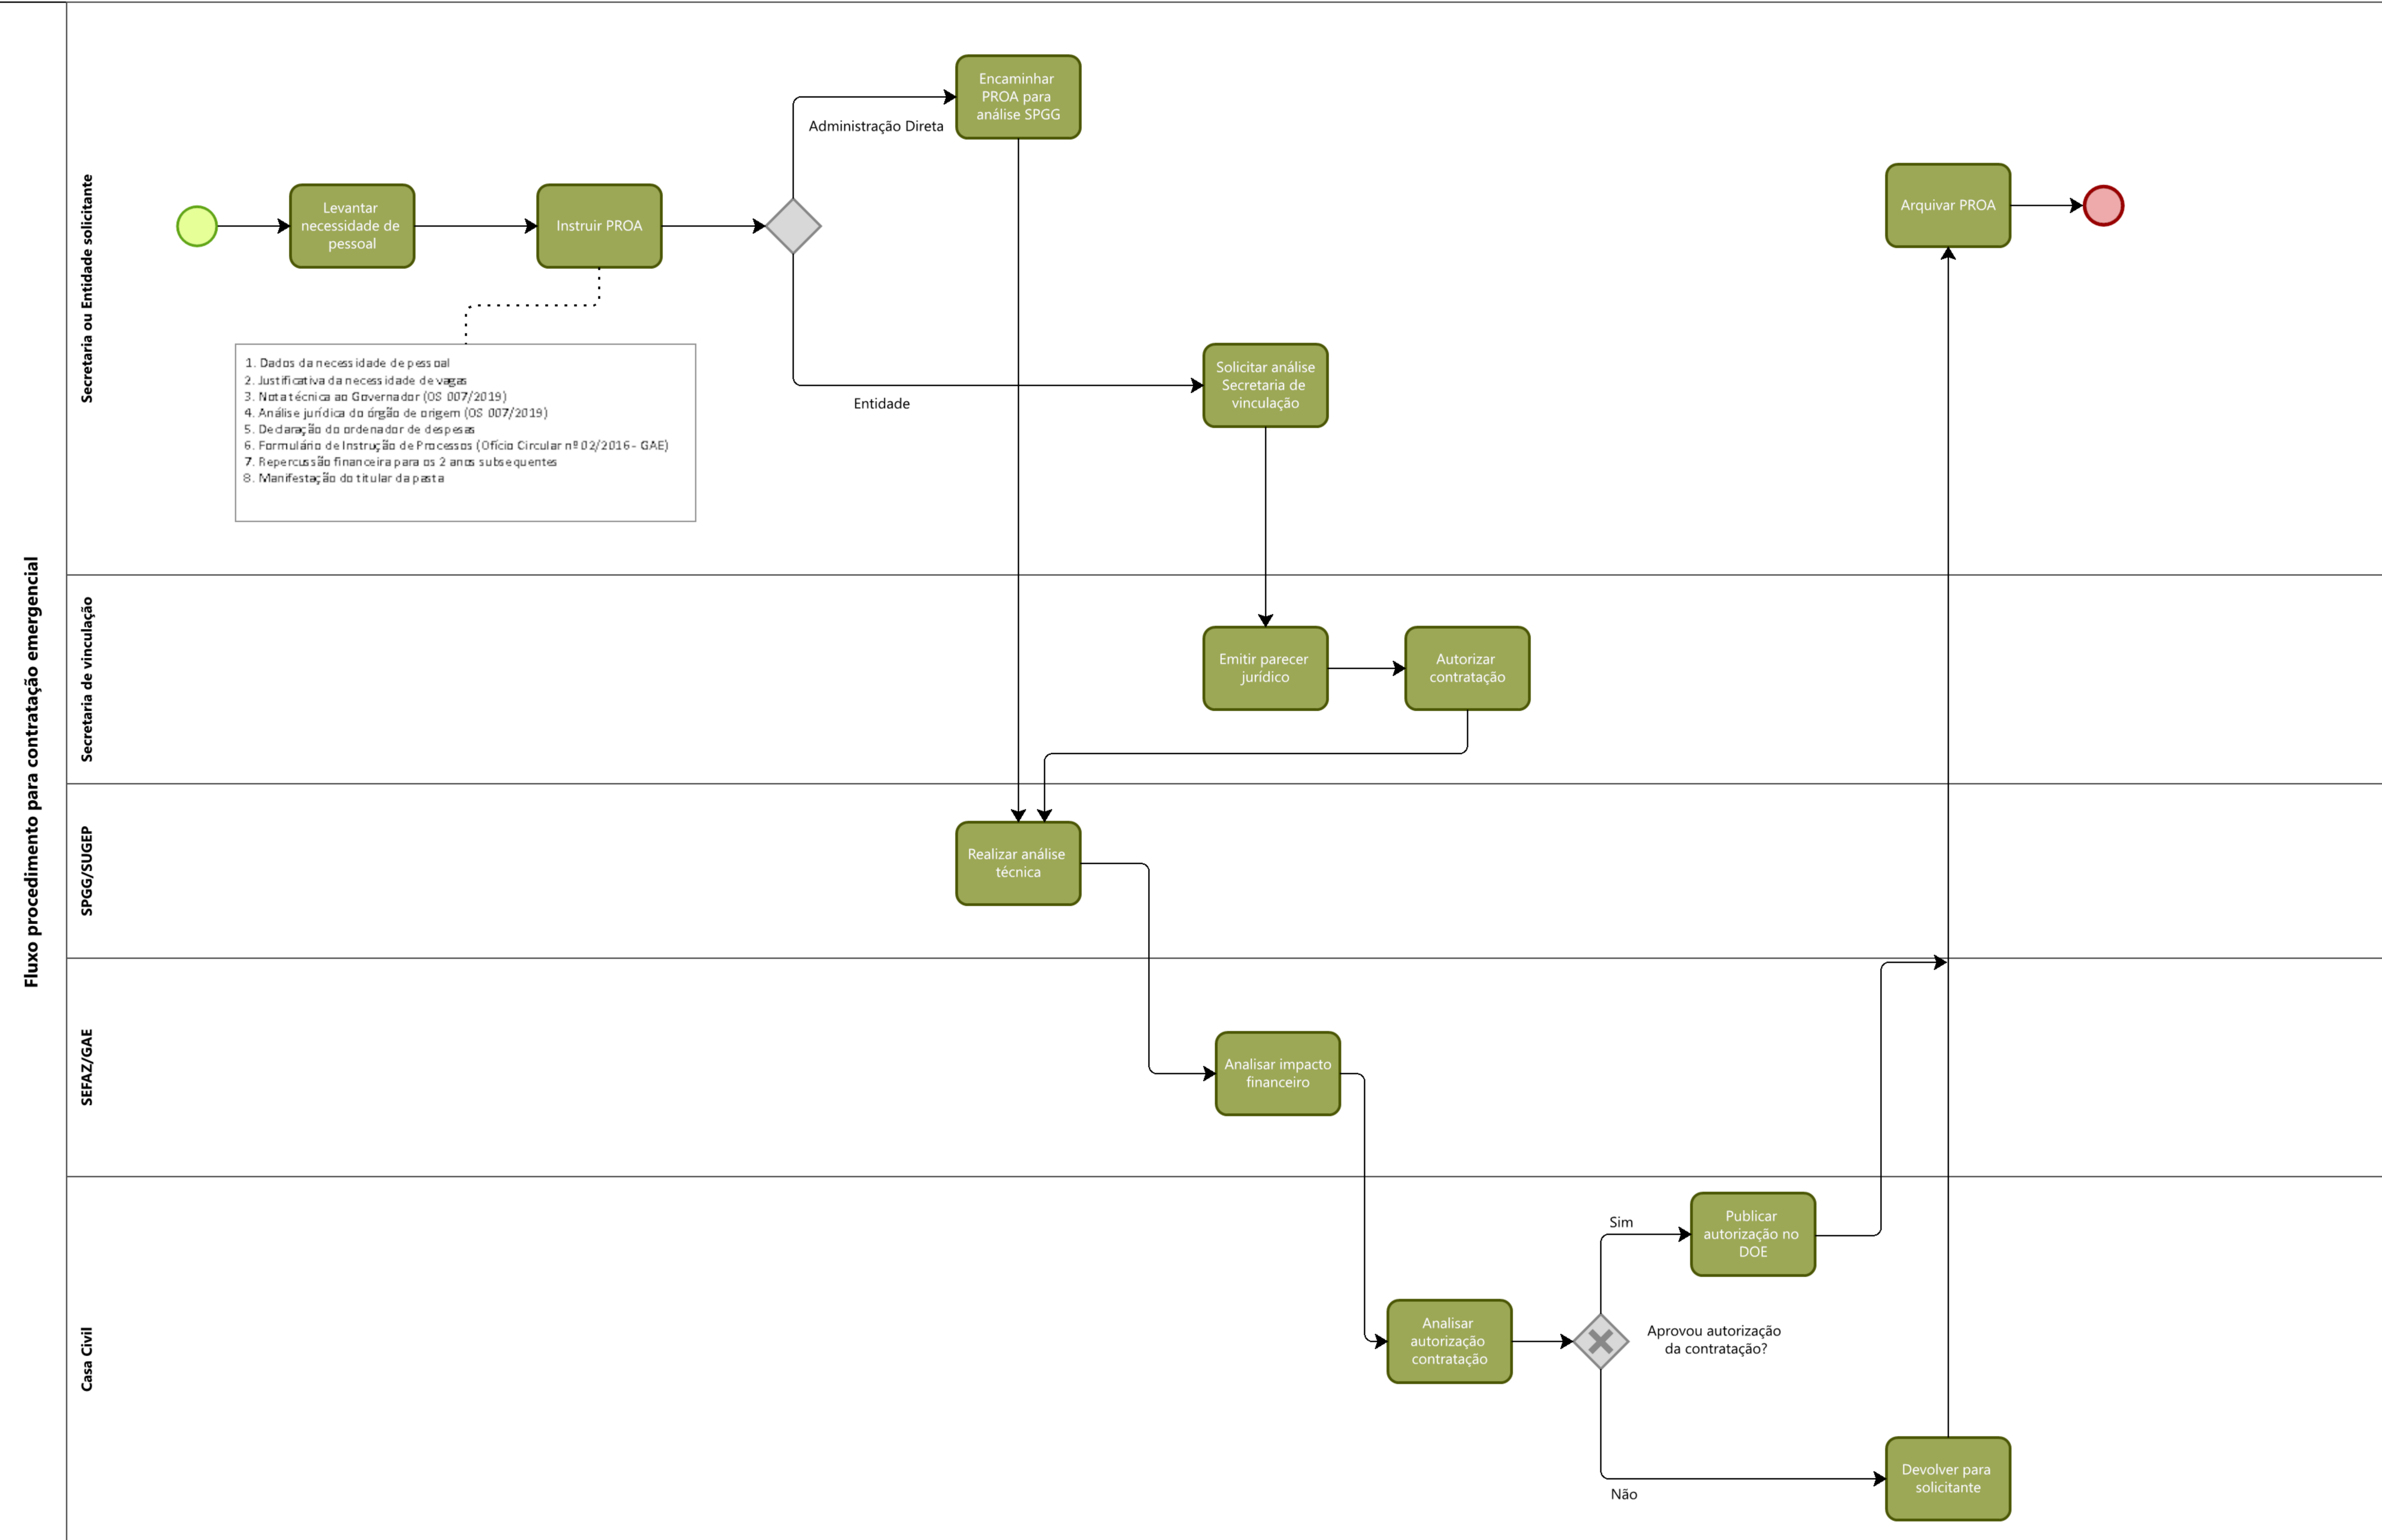 Fluxo procedimento para contratação emergencial
Secretaria ou Entidade solicitante
Levantar
necessidade de
pessoal
Instruir PROA
Administração Direta
Encaminhar
PROA para
análise SPGG
Entidade
Solicitar análise
Secretaria de
vinculação
Arquivar PROA
1. Dados da necessidade de pessoal
2. Justificativa da necessidade de vagas
3. Nota técnica ao Governador (OS 007/2019)
4. Análise jurídica do órgão de origem (OS 007/2019)
5. Declaração do ordenador de despesas
6. Formulário de Instrução de Processos (Ofício Circular nº 02/2016 - GAE)
7. Repercussão financeira para os 2 anos subsequentes
8. Manifestação do titular da pasta
Secretaria de vinculação
Emitir parecer
jurídico
Autorizar
contratação
SPGG/SUGEP
Realizar análise
técnica
SEFAZ/GAE
Analisar impacto
financeiro
Casa Civil
Analisar
autorização
contratação
Sim
Publicar
autorização no
DOE
Aprovou autorização
da contratação?
Não
Devolver para
solicitante